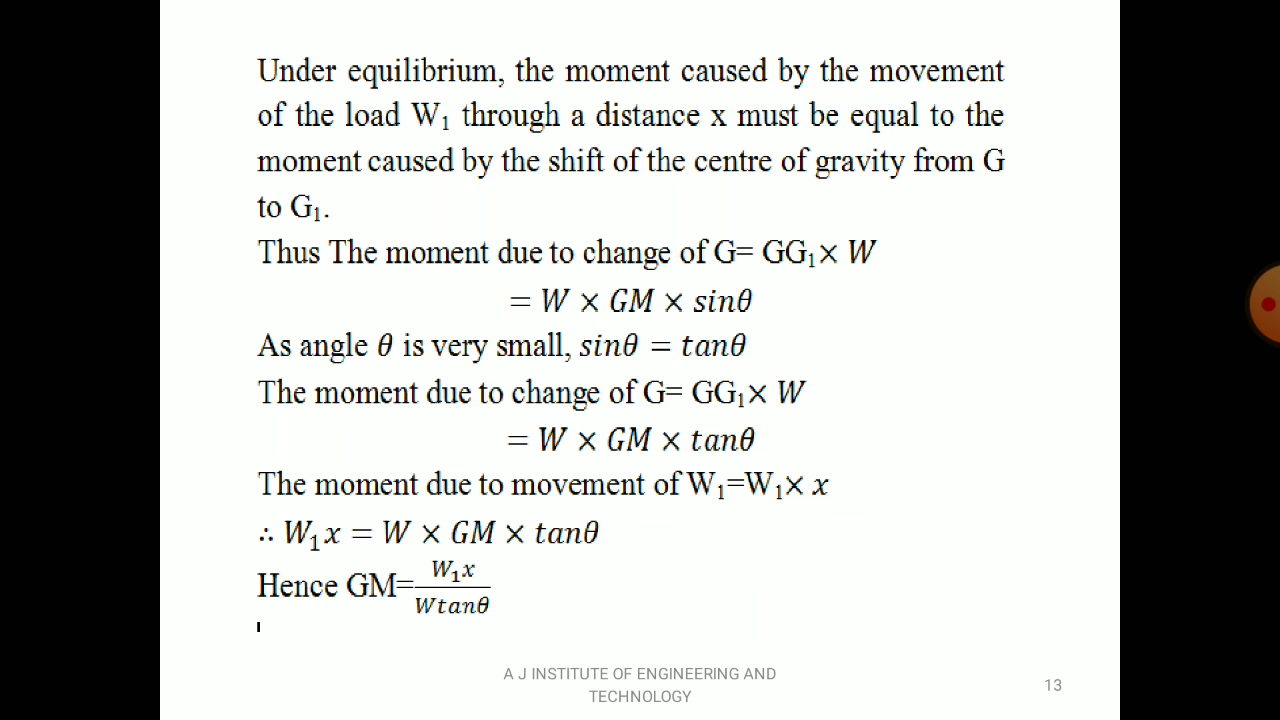 Under equilibrium, the moment caused by the movement
of the load W₁ through a distance x must be equal to the
moment caused by the shift of the centre of gravity from G
to G₁.
Thus The moment due to change of G= GG₁× W
= W × GM × sinθ
As angle θ is very small, sinθ = tanθ
The moment due to change of G= GG₁× W
= W × GM × tanθ
The moment due to movement of W₁=W₁× x
∴ W₁x = W × GM × tanθ
Hence GM= W₁x / Wtanθ
A J INSTITUTE OF ENGINEERING AND
TECHNOLOGY
13